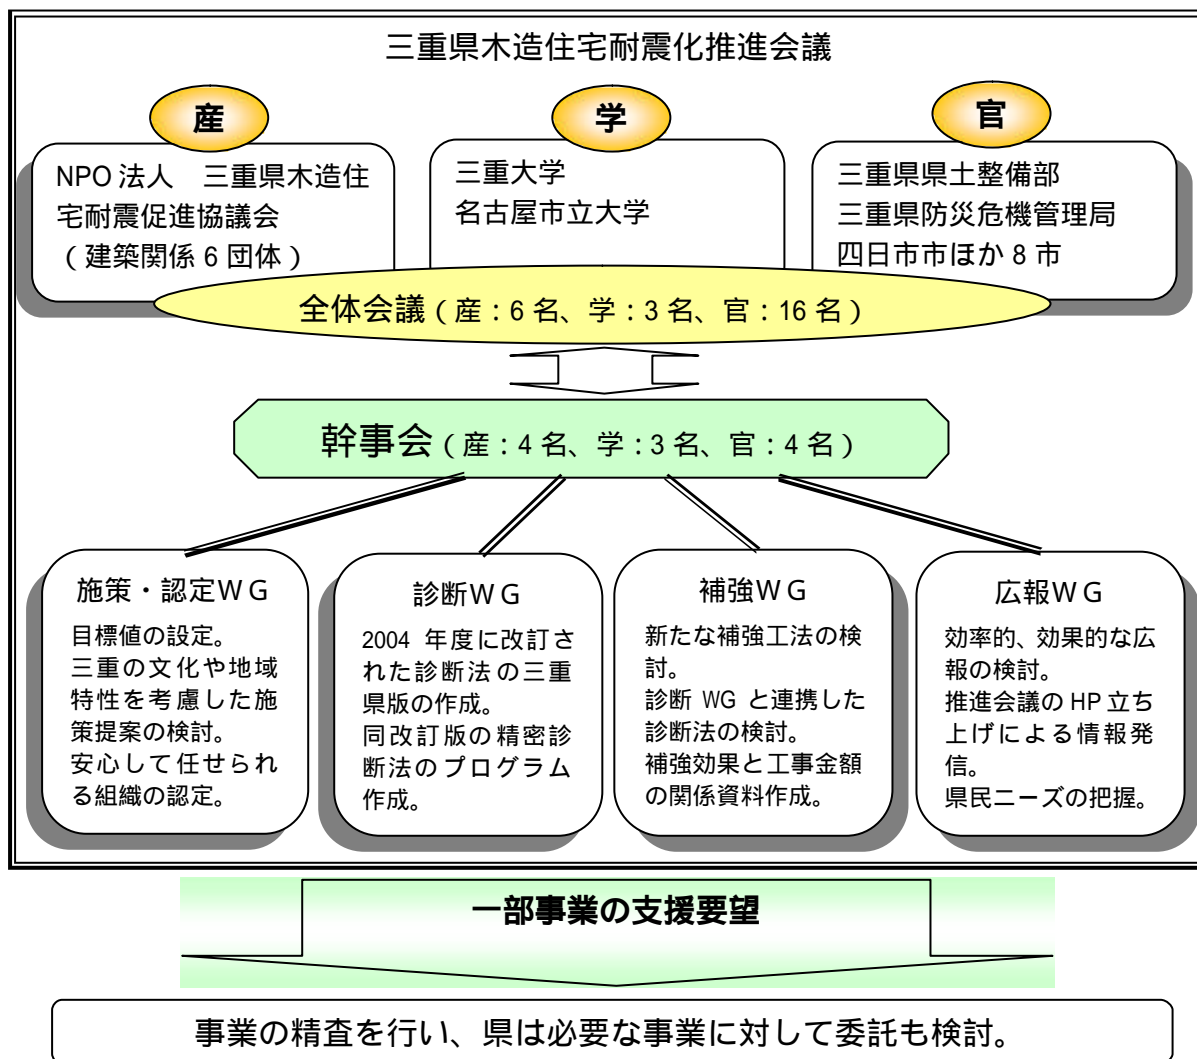 三重県木造住宅耐震化推進会議
産
NPO 法人　三重県木造住
宅耐震促進協議会
（建築関係 6 団体）
学
三重大学
名古屋市立大学
官
三重県県土整備部
三重県防災危機管理局
四日市市ほか 8 市
全体会議（産：6 名、学：3 名、官：16 名）
幹事会（産：4 名、学：3 名、官：4 名）
施策・認定ＷＧ
目標値の設定。
三重の文化や地域
特性を考慮した施
策提案の検討。
安心して任せられ
る組織の認定。
診断ＷＧ
2004 年度に改訂さ
れた診断法の三重
県版の作成。
同改訂版の精密診
断法のプログラム
作成。
補強ＷＧ
新たな補強工法の検
討。
診断 WG と連携した
診断法の検討。
補強効果と工事金額
の関係資料作成。
広報ＷＧ
効率的、効果的な広
報の検討。
推進会議の HP 立ち
上げによる情報発
信。
県民ニーズの把握。
一部事業の支援要望
事業の精査を行い、県は必要な事業に対して委託も検討。